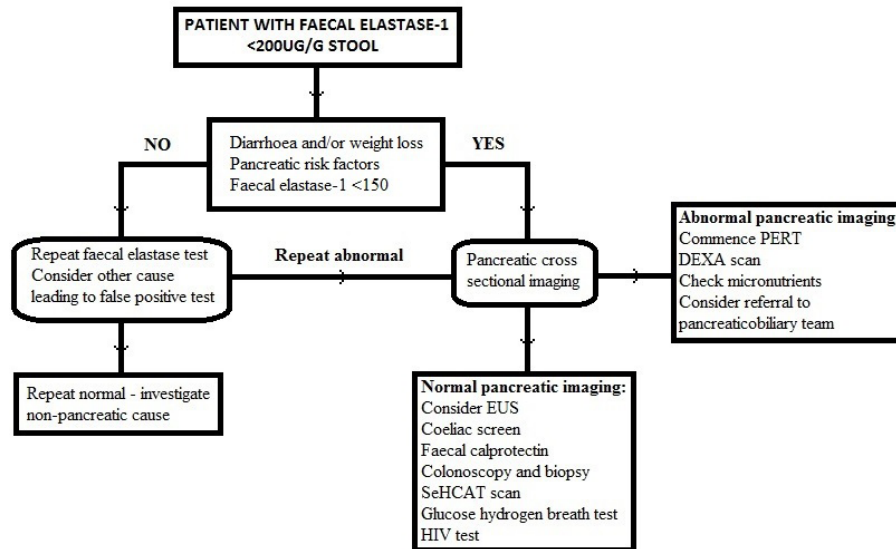 PATIENT WITH FAECAL ELASTASE-1
<200UG/G STOOL
NO
Diarrhoea and/or weight loss
Pancreatic risk factors
Faecal elastase-1 <150
YES
Repeat faecal elastase test
Consider other cause
leading to false positive test
Repeat abnormal
Pancreatic cross
sectional imaging
Abnormal pancreatic imaging:
Commence PERT
DEXA scan
Check micronutrients
Consider referral to
pancreaticobiliary team
Repeat normal - investigate
non-pancreatic cause
Normal pancreatic imaging:
Consider EUS
Coeliac screen
Faecal calprotectin
Colonoscopy and biopsy
SeHCAT scan
Glucose hydrogen breath test
HIV test